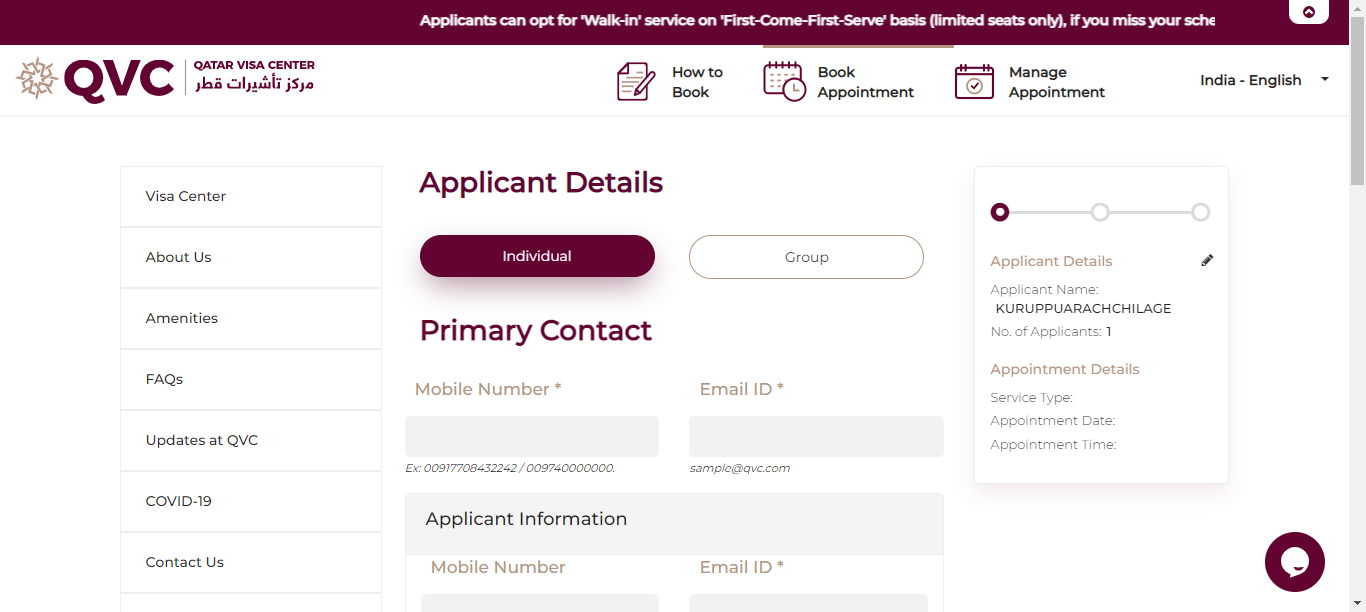 Applicants can opt for 'Walk-in' service on 'First-Come-First-Serve' basis (limited seats only), if you miss your sche
QVC
QATAR VISA CENTER
مركز تأشيرات قطر
How to
Book
Book
Appointment
Manage
Appointment
India - English
Visa Center
About Us
Amenities
FAQs
Updates at QVC
COVID-19
Contact Us
Applicant Details
Individual
Group
Primary Contact
Mobile Number *
Email ID *
Ex: 00917708432242 / 009740000000.
sample@qvc.com
Applicant Information
Mobile Number
Email ID *
Applicant Details
Applicant Name:
KURUPPUARACHCHILAGE
No. of Applicants: 1
Appointment Details
Service Type:
Appointment Date:
Appointment Time: